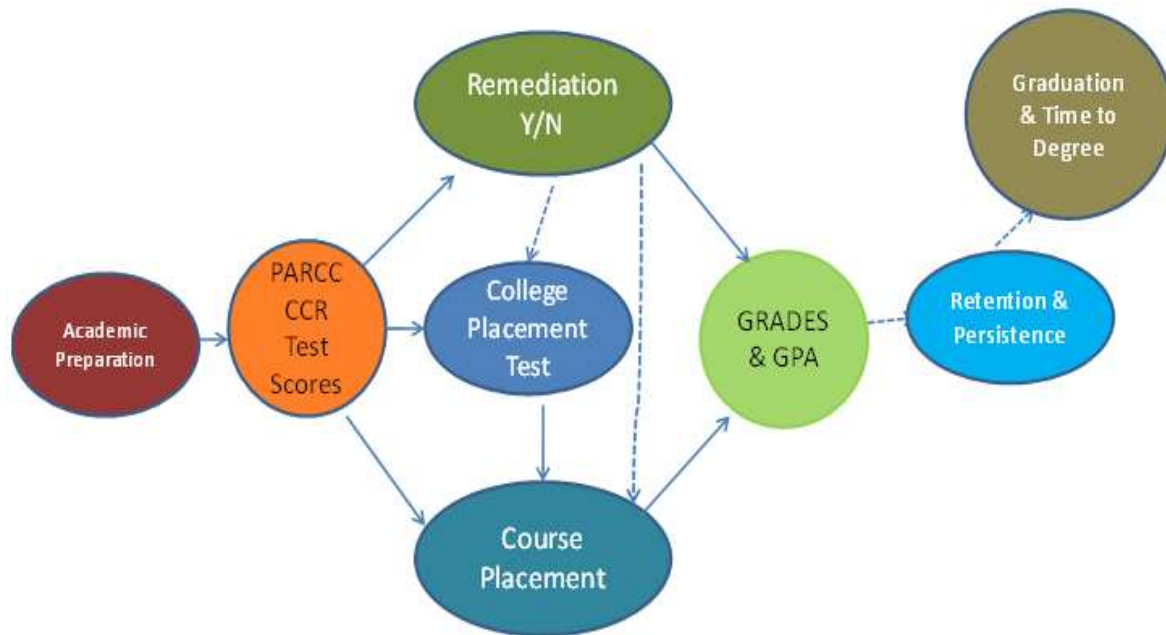 Remediation
Y/N
Graduation
& Time to
Degree
PARCC
CCR
Test
Scores
College
Placement
Test
Academic
Preparation
GRADES
& GPA
Retention &
Persistence
Course
Placement